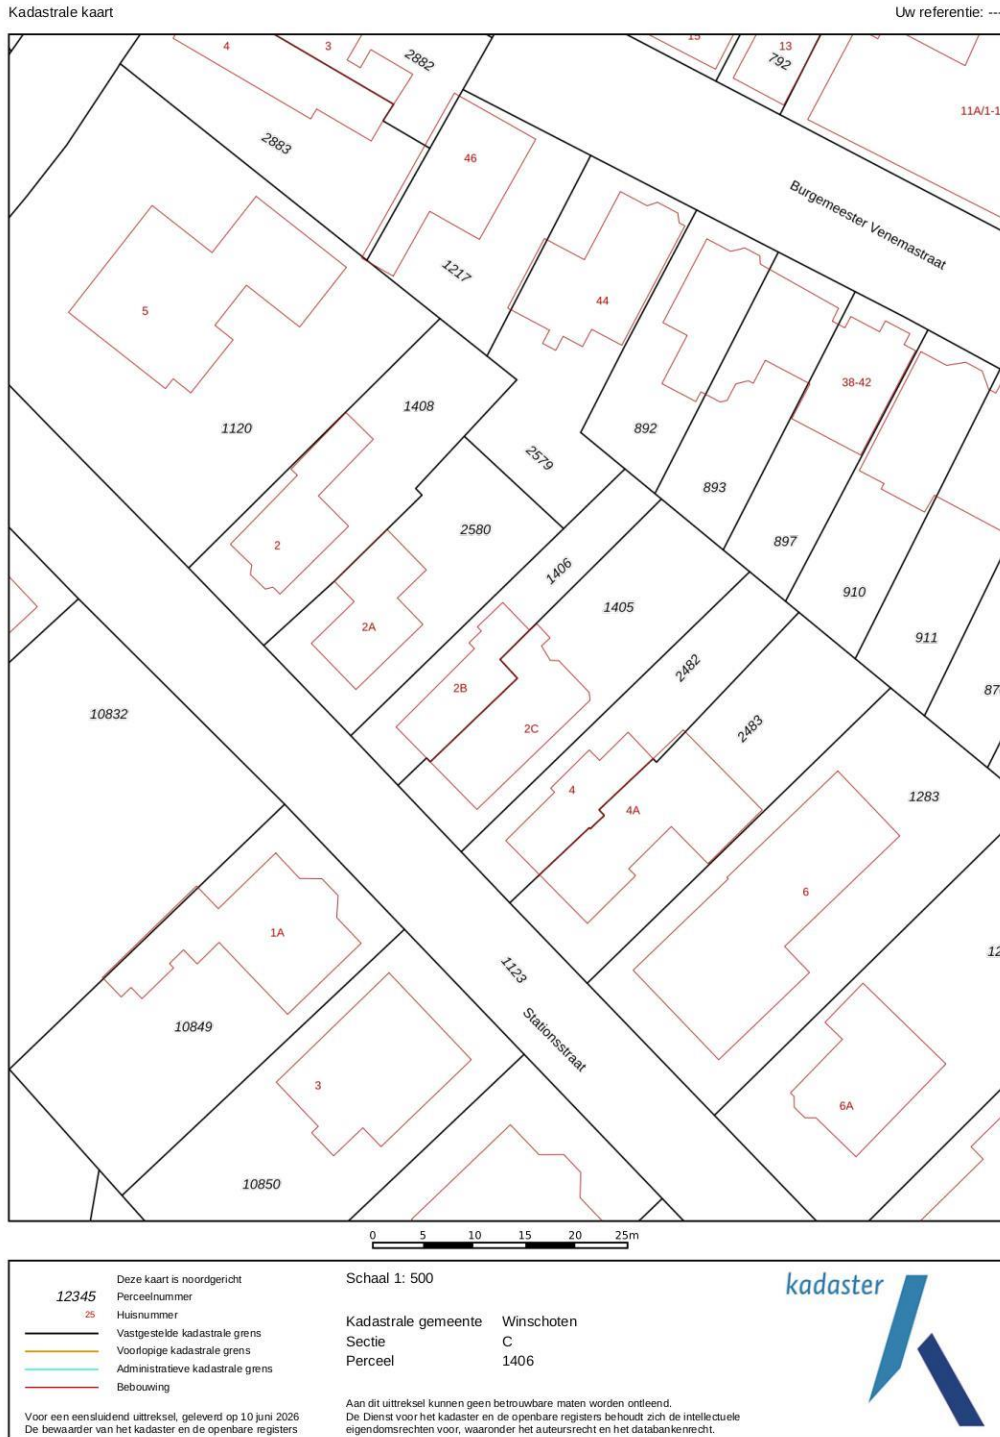 Kadastrale kaart
Uw referentie: ---
4
3
2882
15
13
792
11A/1-1
2883
46
Burgemeester Venemastraat
1217
44
5
38-42
1408
1120
892
2579
893
2580
897
2
1406
910
1405
2A
911
2482
2B
87
10832
2C
2483
4
1283
4A
6
1A
12
1123
10849
Stationsstraat
3
6A
10850
0 5 10 15 20 25m
Deze kaart is noordgericht
12345 Perceelnummer
25 Huisnummer
Vastgestelde kadastrale grens
Voorlopige kadastrale grens
Administratieve kadastrale grens
Bebouwing
Voor een eensluidend uittreksel, geleverd op 10 juni 2026
De bewaarder van het kadaster en de openbare registers
Schaal 1: 500
Kadastrale gemeente Winschoten
Sectie C
Perceel 1406
Aan dit uittreksel kunnen geen betrouwbare maten worden ontleend.
De Dienst voor het kadaster en de openbare registers behoudt zich de intellectuele
eigendomsrechten voor, waaronder het auteursrecht en het databankenrecht.
kadaster